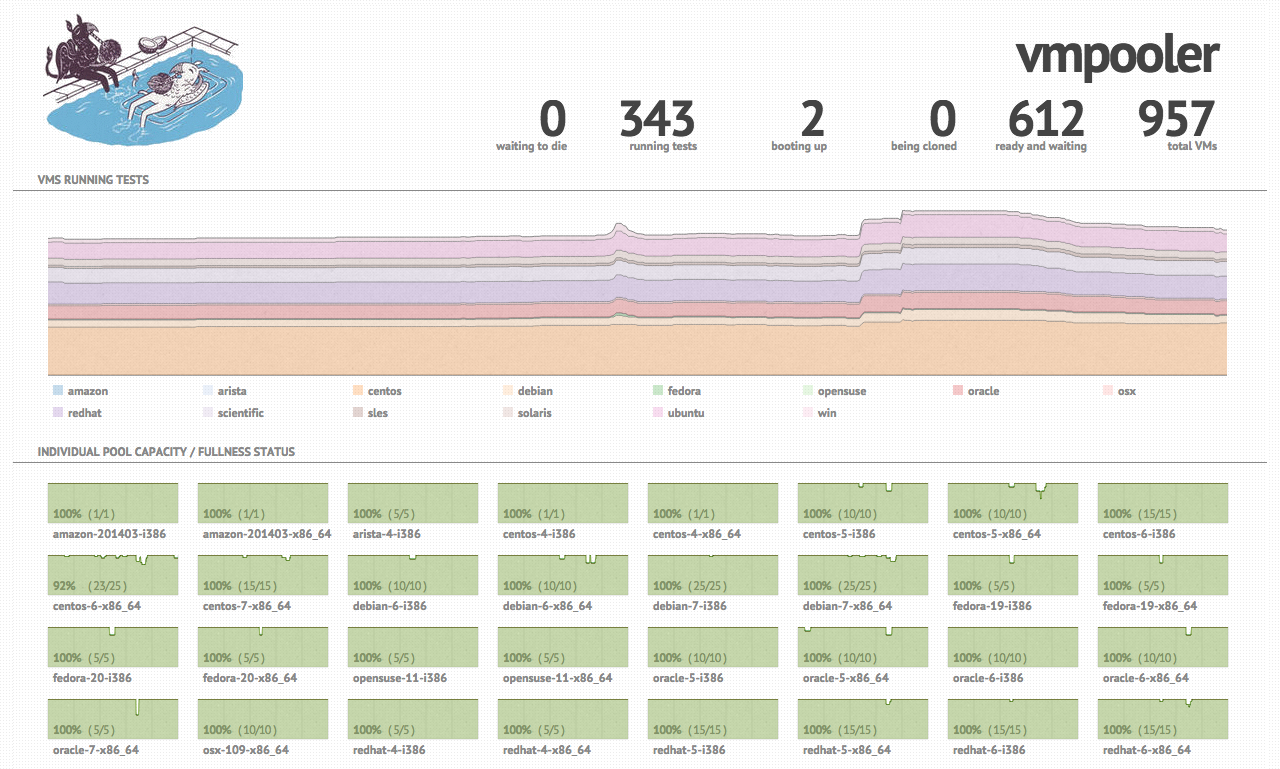 vmpooler
0 343 2 0 612 957
waiting to die running tests booting up being cloned ready and waiting total VMs
VMS RUNNING TESTS
amazon arista centos debian fedora opensuse oracle osx
redhat scientific sles solaris ubuntu win
INDIVIDUAL POOL CAPACITY / FULLNESS STATUS
100% (1/1) 100% (1/1) 100% (5/5) 100% (1/1) 100% (1/1) 100% (10/10) 100% (10/10) 100% (15/15)
amazon-201403-i386 amazon-201403-x86_64 arista-4-i386 centos-4-i386 centos-4-x86_64 centos-5-i386 centos-5-x86_64 centos-6-i386
92% (23/25) 100% (15/15) 100% (10/10) 100% (10/10) 100% (25/25) 100% (25/25) 100% (5/5) 100% (5/5)
centos-6-x86_64 centos-7-x86_64 debian-6-i386 debian-6-x86_64 debian-7-i386 debian-7-x86_64 fedora-19-i386 fedora-19-x86_64
100% (5/5) 100% (5/5) 100% (5/5) 100% (5/5) 100% (10/10) 100% (10/10) 100% (10/10) 100% (10/10)
fedora-20-i386 fedora-20-x86_64 opensuse-11-i386 opensuse-11-x86_64 oracle-5-i386 oracle-5-x86_64 oracle-6-i386 oracle-6-x86_64
100% (5/5) 100% (10/10) 100% (5/5) 100% (5/5) 100% (15/15) 100% (15/15) 100% (15/15) 100% (15/15)
oracle-7-x86_64 osx-109-x86_64 redhat-4-i386 redhat-4-x86_64 redhat-5-i386 redhat-5-x86_64 redhat-6-i386 redhat-6-x86_64